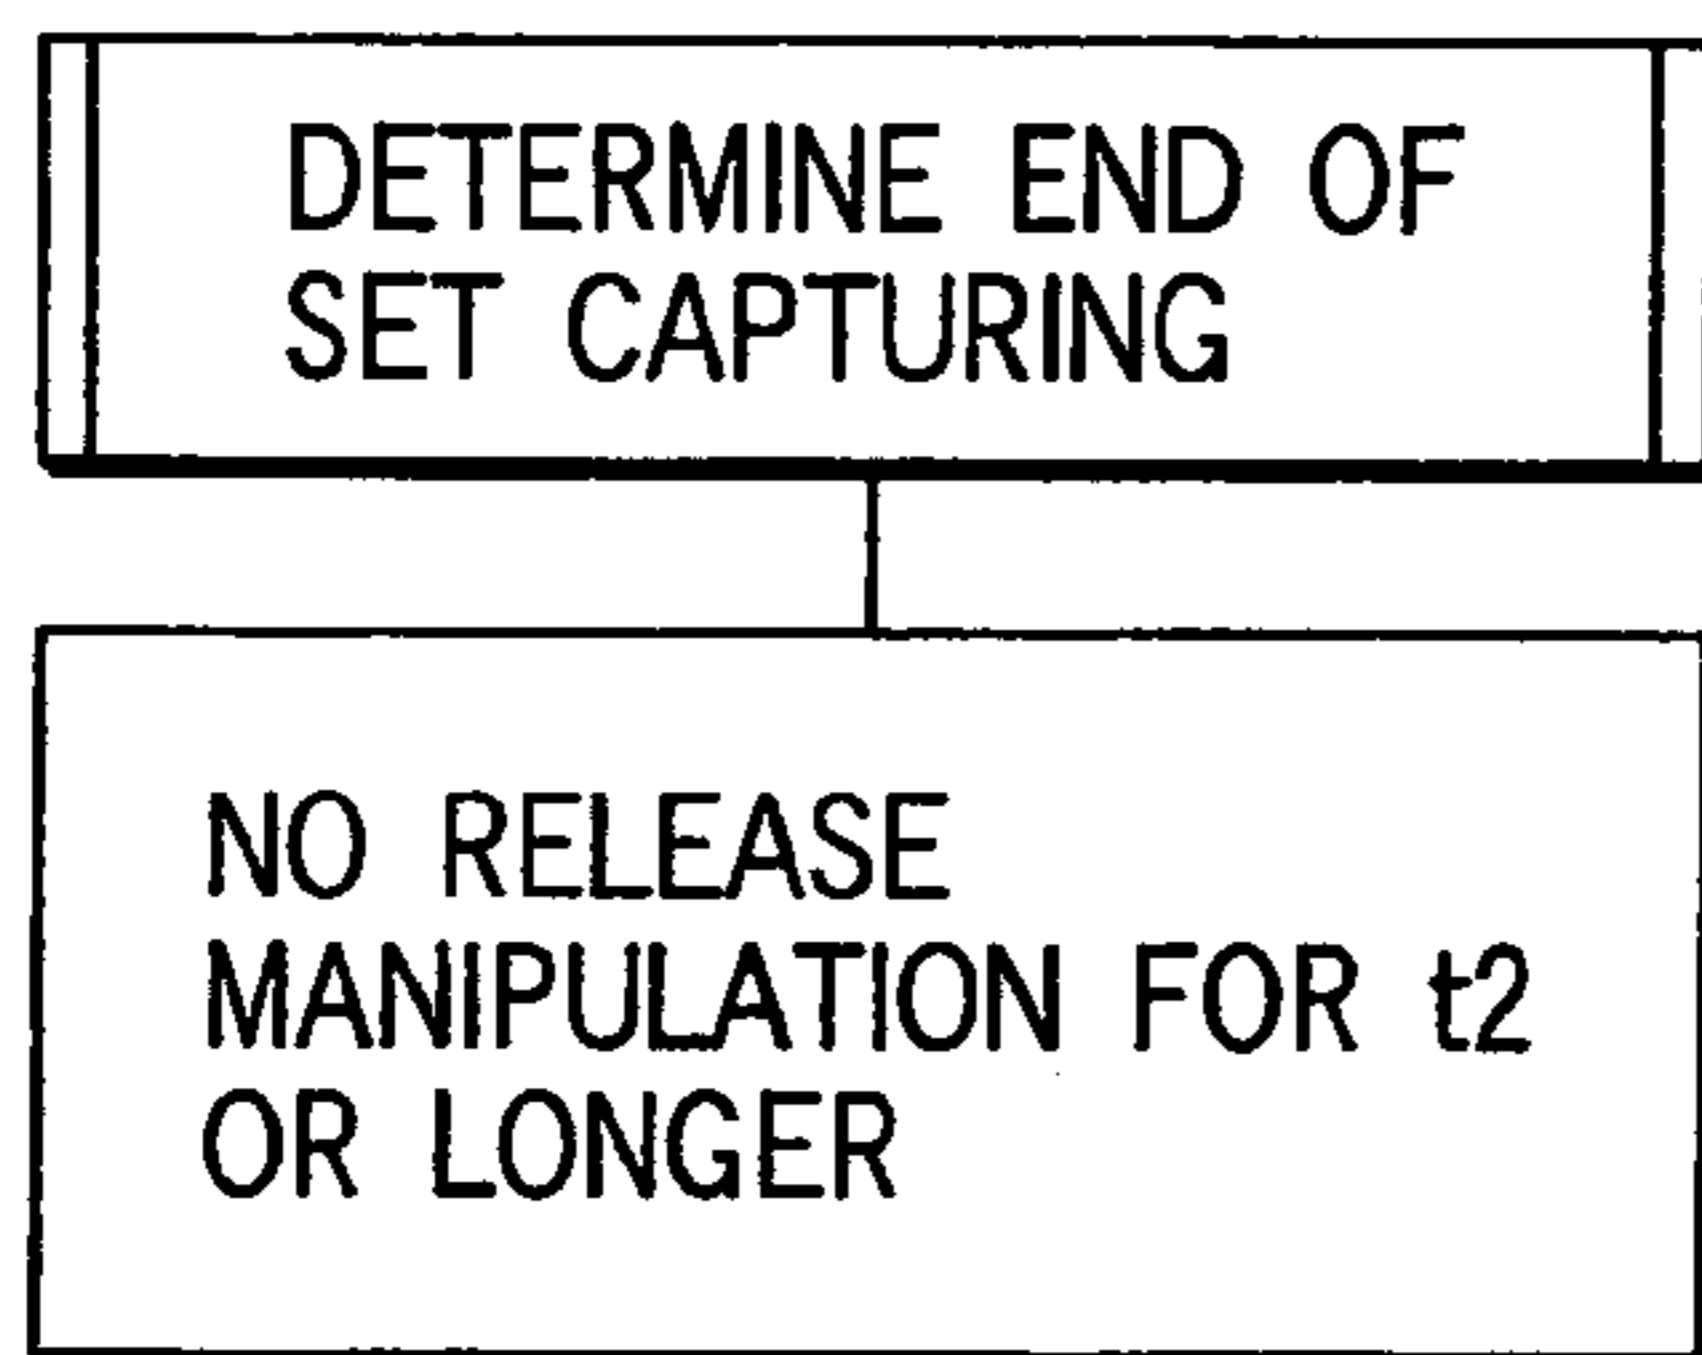 DETERMINE END OF
SET CAPTURING
NO RELEASE
MANIPULATION FOR t2
OR LONGER